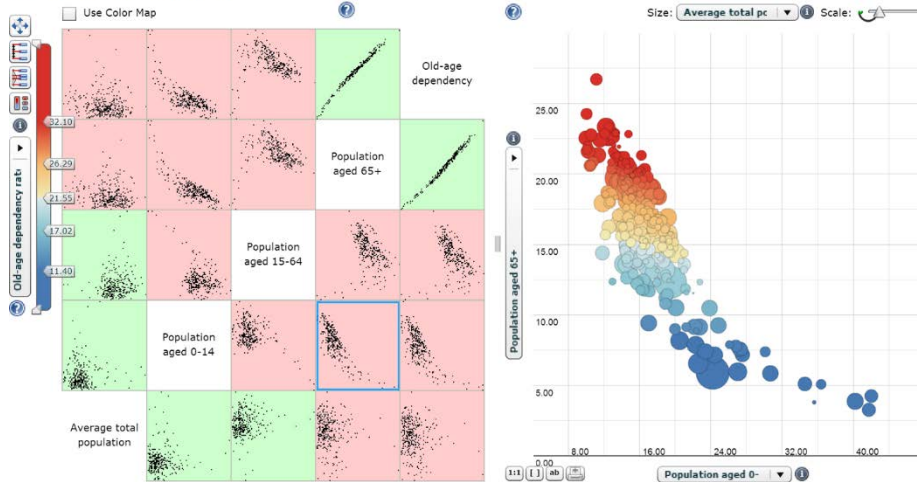 Use Color Map
?
i
Old-age dependency rati
32.10
26.29
21.55
17.02
11.40
?
Old-age
dependency
Population
aged 65+
Population
aged 15-64
Population
aged 0-14
Average total
population
?
Size:
Average total pc
i
Scale:
i
Population aged 65+
25.00
20.00
15.00
10.00
5.00
0.00
8.00
16.00
24.00
32.00
40.00
1:1
[ ]
ab
Population aged 0-
i